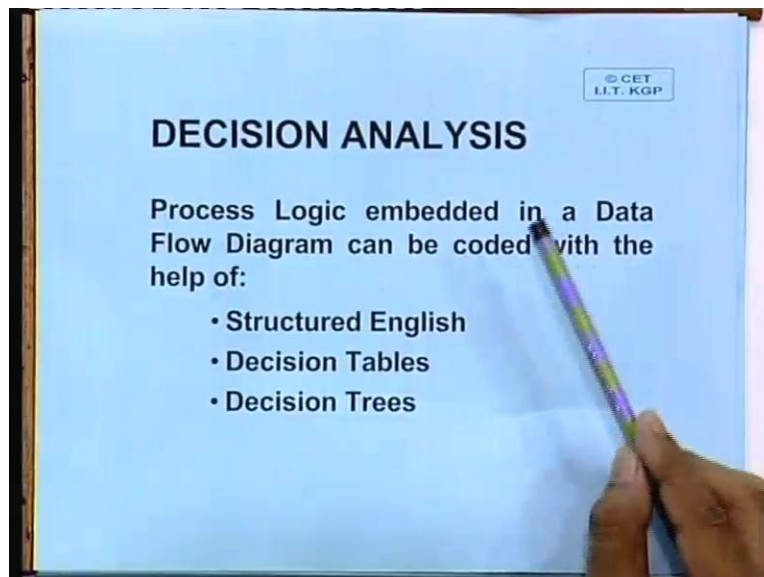 © CET
I.I.T. KGP
DECISION ANALYSIS
Process Logic embedded in a Data
Flow Diagram can be coded with the
help of:
• Structured English
• Decision Tables
• Decision Trees